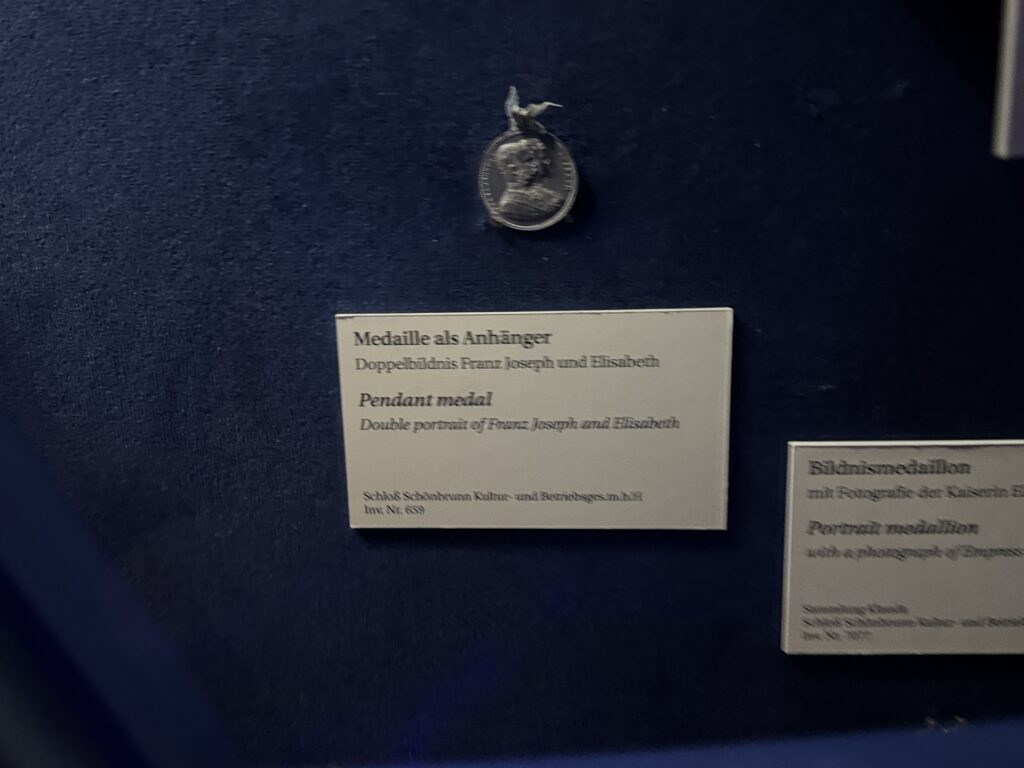 Medaille als Anhänger
Doppelbildnis Franz Joseph und Elisabeth
Pendant medal
Double portrait of Franz Joseph and Elisabeth
Schloß Schönbrunn Kultur- und Betriebsges.m.b.H
Inv. Nr. 659
Bildnismedaillon
mit Fotografie der Kaiserin
Portrait medallion
with a photograph of Empress
Sammlung
Schloß Schönbrunn Kultur- und
Inv. Nr.